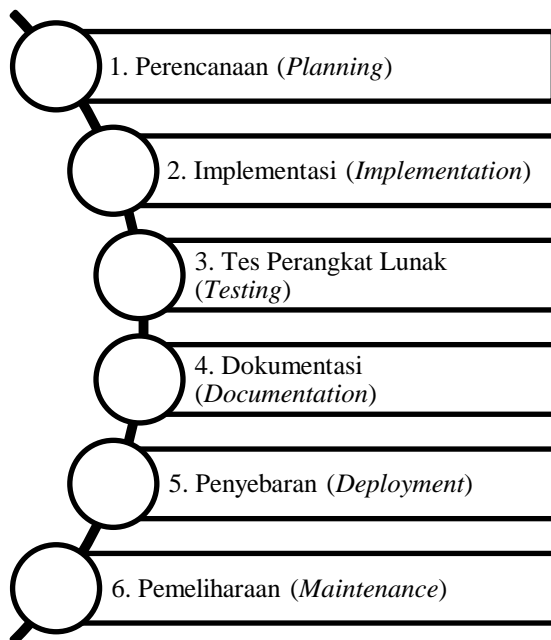 1. Perencanaan (Planning)
2. Implementasi (Implementation)
3. Tes Perangkat Lunak
(Testing)
4. Dokumentasi
(Documentation)
5. Penyebaran (Deployment)
6. Pemeliharaan (Maintenance)